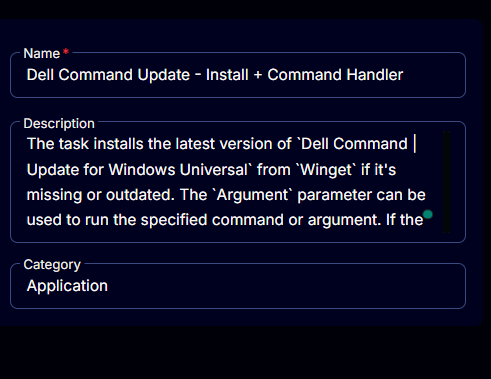 Name *
Dell Command Update - Install + Command Handler
Description
The task installs the latest version of `Dell Command |
Update for Windows Universal` from `Winget` if it's
missing or outdated. The `Argument` parameter can be
used to run the specified command or argument. If the
Category
Application